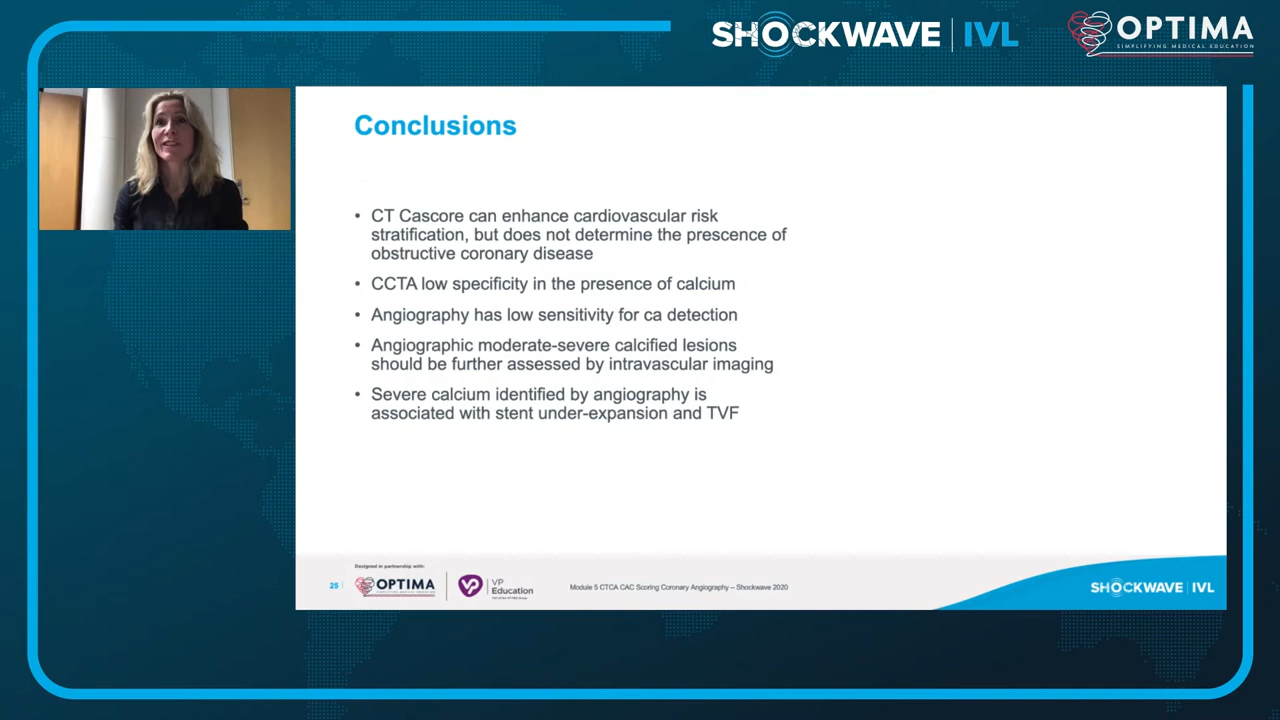 SHOCKWAVE | IVL
OPTIMA
SIMPLIFYING MEDICAL EDUCATION
Conclusions
• CT Cascore can enhance cardiovascular risk
stratification, but does not determine the prescence of
obstructive coronary disease
• CCTA low specificity in the presence of calcium
• Angiography has low sensitivity for ca detection
• Angiographic moderate-severe calcified lesions
should be further assessed by intravascular imaging
• Severe calcium identified by angiography is
associated with stent under-expansion and TVF
Designed in partnership with:
25
OPTIMA
VP
Education
Module 5 CTCA CAC Scoring Coronary Angiography – Shockwave 2020
SHOCKWAVE | IVL